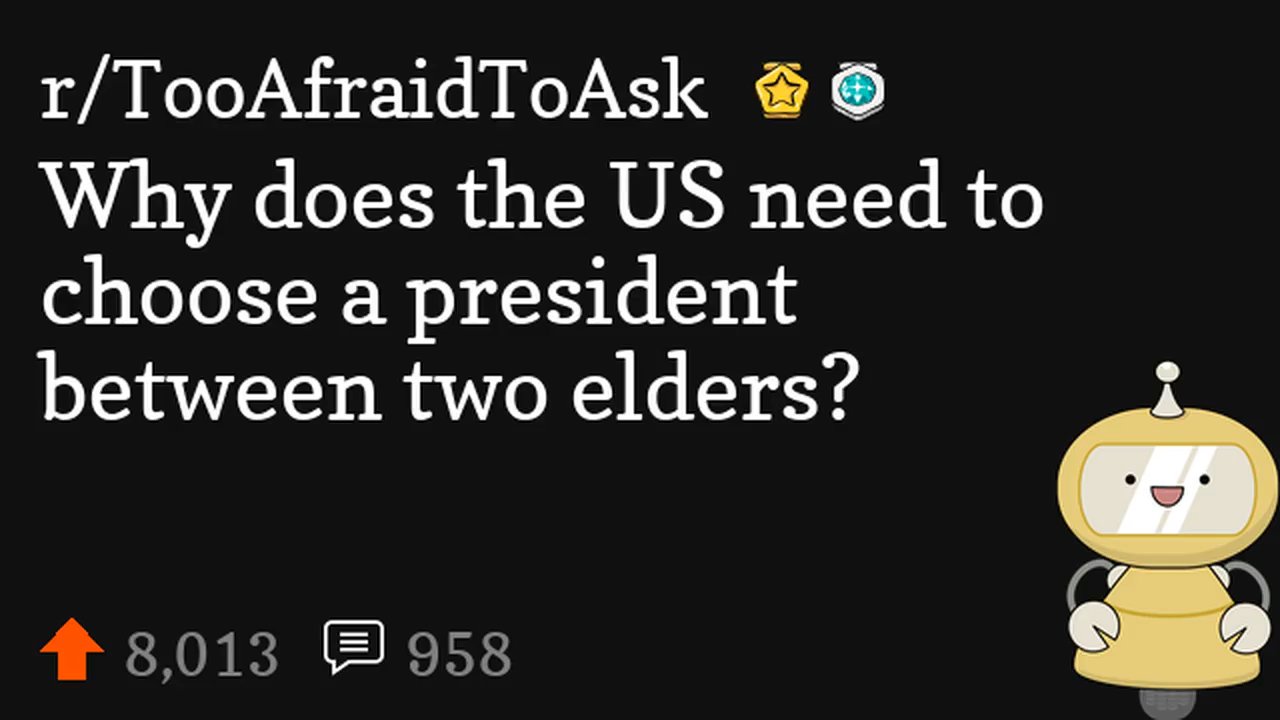 r/TooAfraidToAsk
Why does the US need to
choose a president
between two elders?
8,013 958